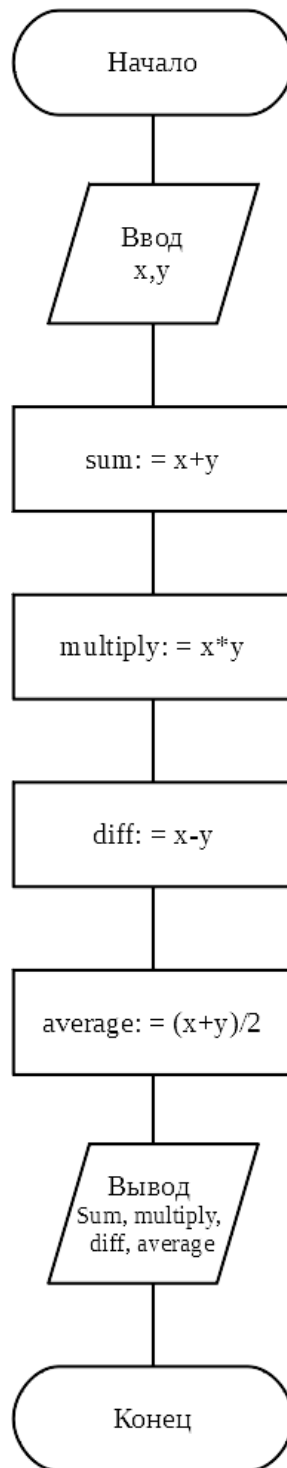 Начало
Ввод
x,y
sum: = x+y
multiply: = x*y
diff: = x-y
average: = (x+y)/2
Вывод
Sum, multiply,
diff, average
Конец